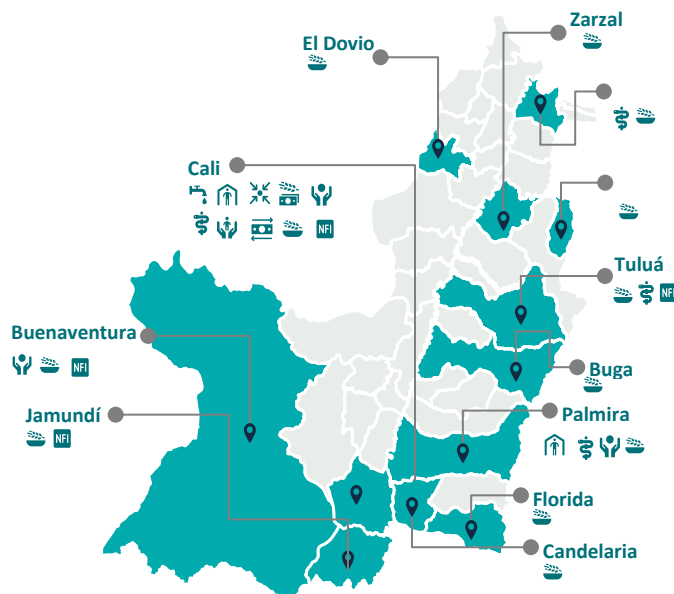 Zarzal
El Dovio
Cali
NFI
Tuluá
NFI
Buenaventura
NFI
Buga
Jamundí
NFI
Palmira
Florida
Candelaria